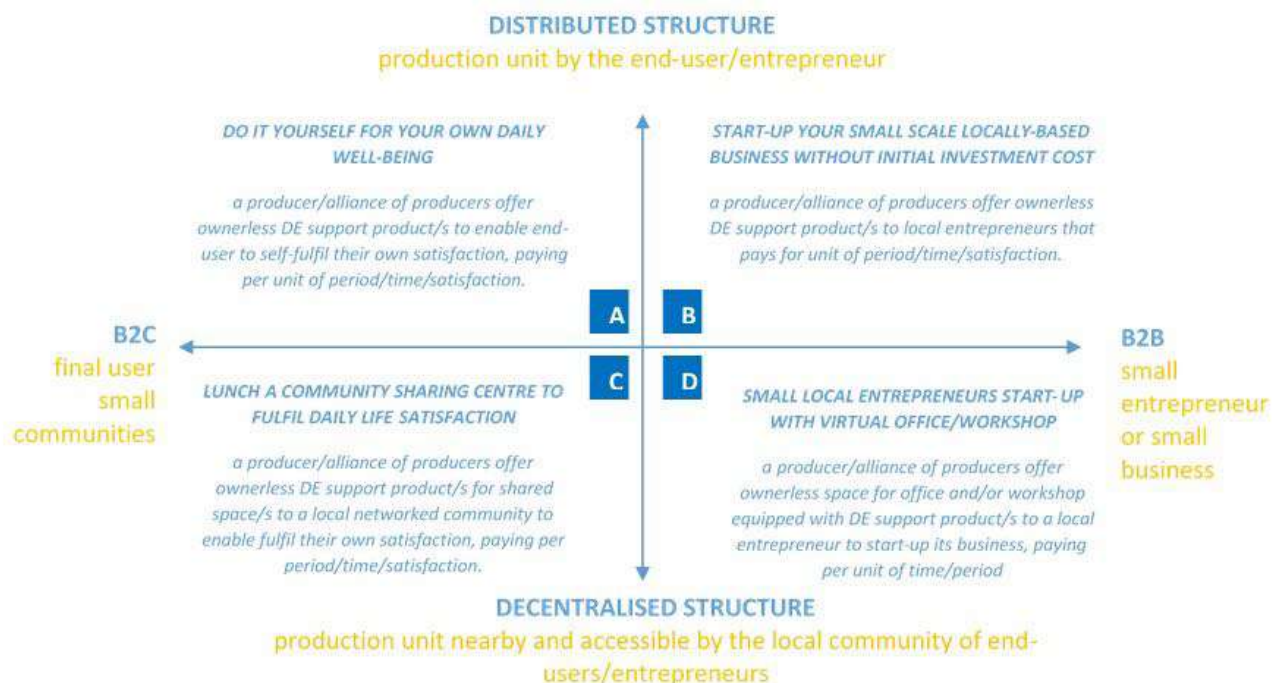 DISTRIBUTED STRUCTURE
production unit by the end-user/entrepreneur
DO IT YOURSELF FOR YOUR OWN DAILY
WELL-BEING
a producer/alliance of producers offer
ownerless DE support product/s to enable end-
user to self-fulfil their own satisfaction, paying
per unit of period/time/satisfaction.
START-UP YOUR SMALL SCALE LOCALLY-BASED
BUSINESS WITHOUT INITIAL INVESTMENT COST
a producer/alliance of producers offer ownerless
DE support product/s to local entrepreneurs that
pays for unit of period/time/satisfaction.
A
B
B2C
final user
small
communities
B2B
small
entrepreneur
or small
business
C
D
LUNCH A COMMUNITY SHARING CENTRE TO
FULFIL DAILY LIFE SATISFACTION
a producer/alliance of producers offer
ownerless DE support product/s for shared
space/s to a local networked community to
enable fulfil their own satisfaction, paying per
period/time/satisfaction.
SMALL LOCAL ENTREPRENEURS START- UP
WITH VIRTUAL OFFICE/WORKSHOP
a producer/alliance of producers offer
ownerless space for office and/or workshop
equipped with DE support product/s to a local
entrepreneur to start-up its business, paying
per unit of time/period
DECENTRALISED STRUCTURE
production unit nearby and accessible by the local community of end-
users/entrepreneurs